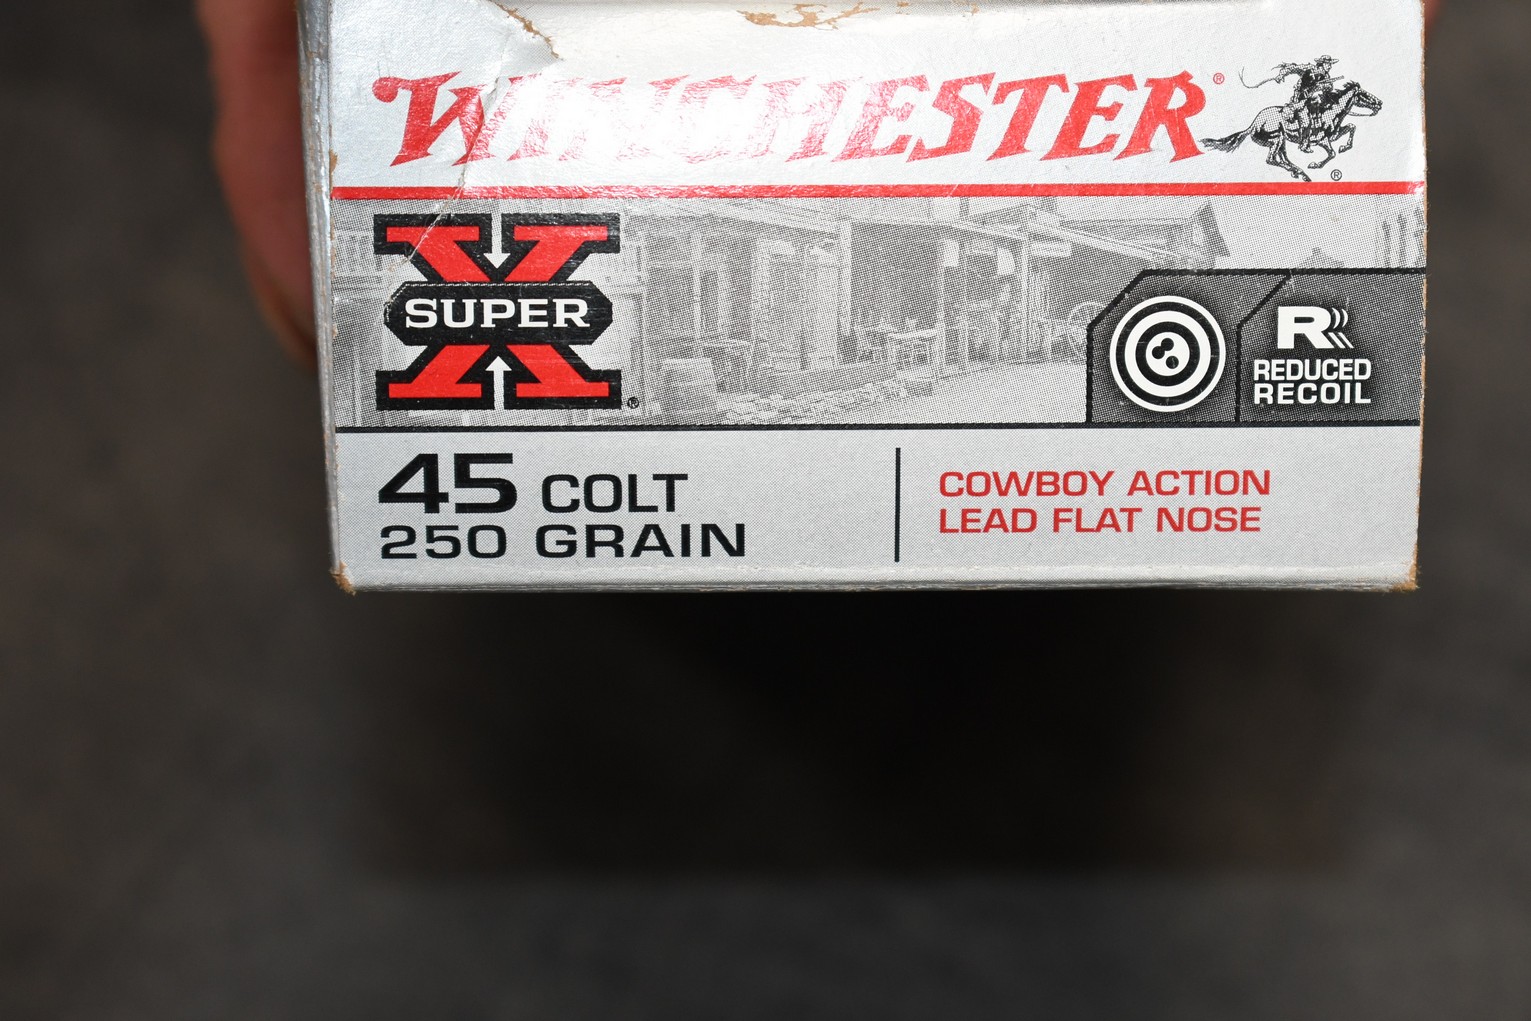 WINCHESTER®
®
SUPER X®
R
REDUCED
RECOIL
45 COLT
250 GRAIN
COWBOY ACTION
LEAD FLAT NOSE